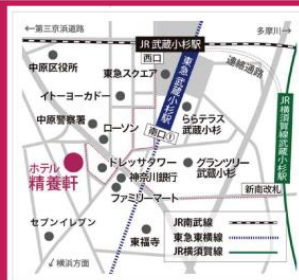 ←第三京浜道路
多摩川→
JR 武蔵小杉駅
西口
中原区役所
東急スクエア
連絡通路
東急 武蔵小杉駅
イトーヨーカドー
中原警察署
ららテラス
武蔵小杉
ローソン
南口
JR横須賀線武蔵小杉駅
ホテル
精養軒
ドレッサタワー
神奈川銀行
グランツリー
武蔵小杉
ファミリーマート
新南改札
セブンイレブン
東福寺
↙横浜方面
JR南武線
東急東横線
JR横須賀線